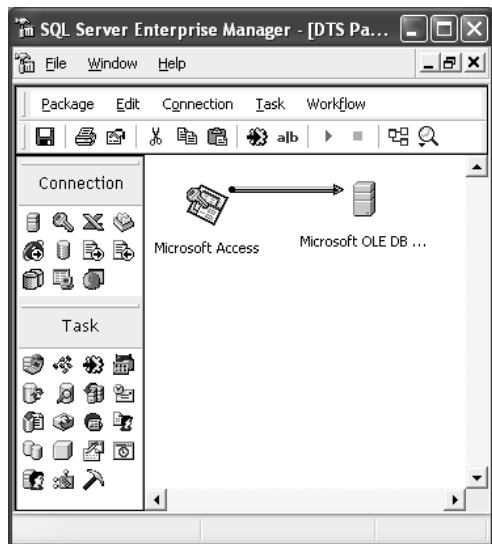 SQL Server Enterprise Manager - [DTS Pa...
File Window Help
Package Edit Connection Task Workflow
a|b
Connection
Microsoft Access
Microsoft OLE DB ...
Task